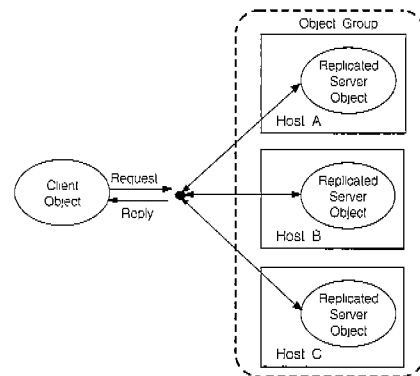 Object Group
Replicated
Server
Object
Host A
Client
Object
Request
Reply
Replicated
Server
Object
Host B
Replicated
Server
Object
Host C